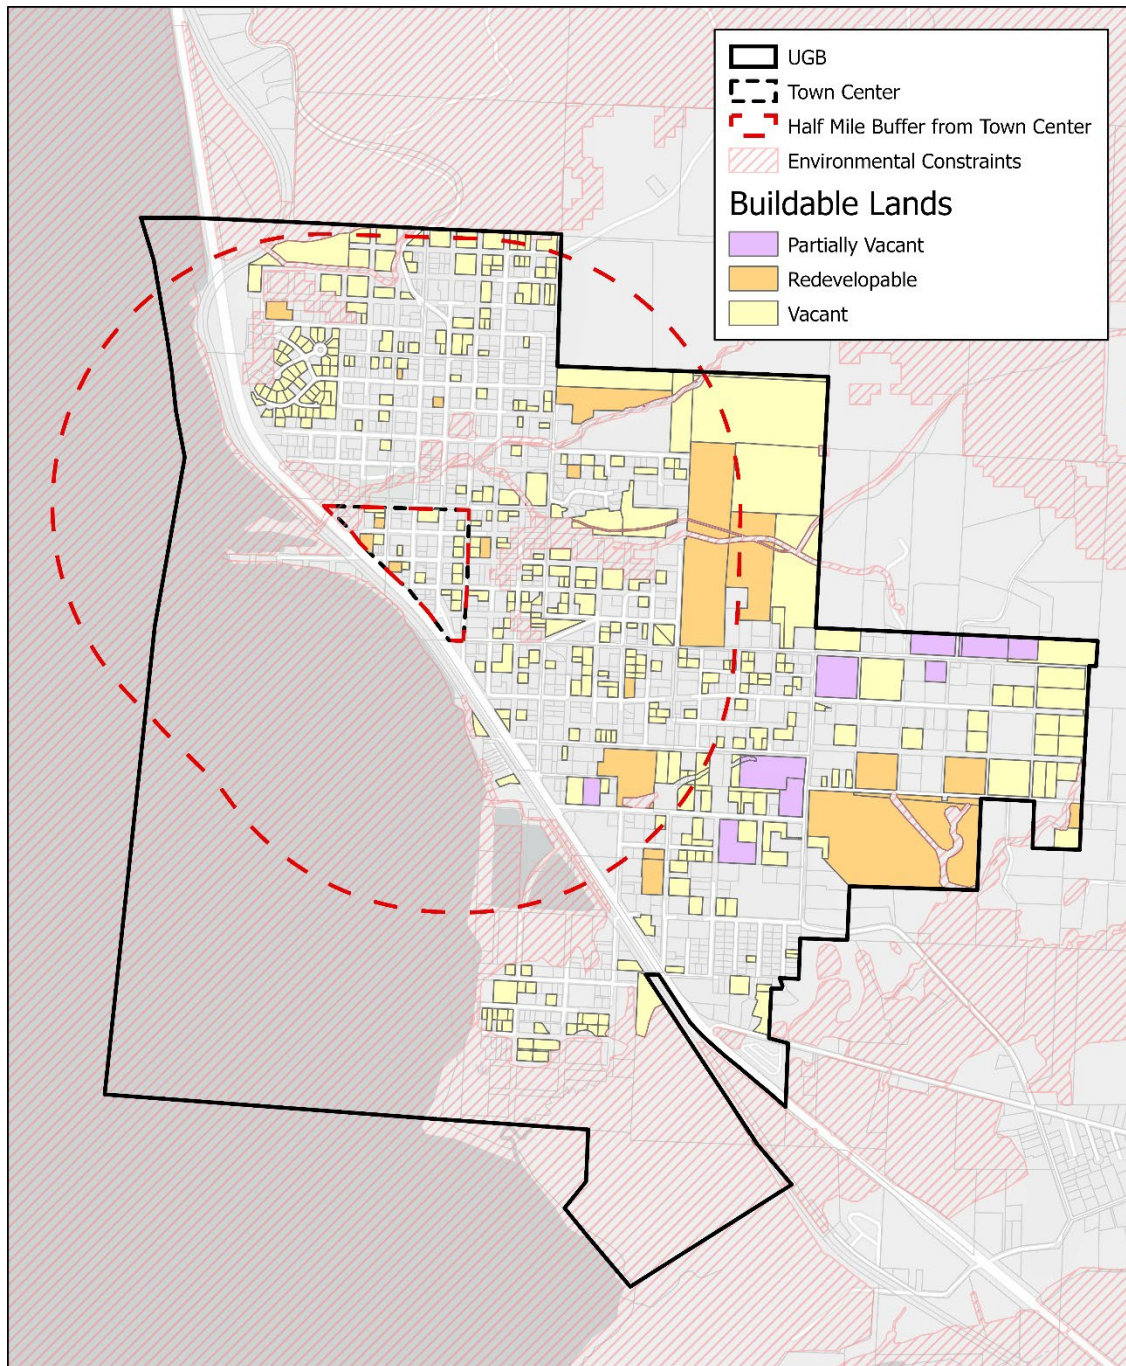 UGB
Town Center
Half Mile Buffer from Town Center
Environmental Constraints
Buildable Lands
Partially Vacant
Redevelopable
Vacant